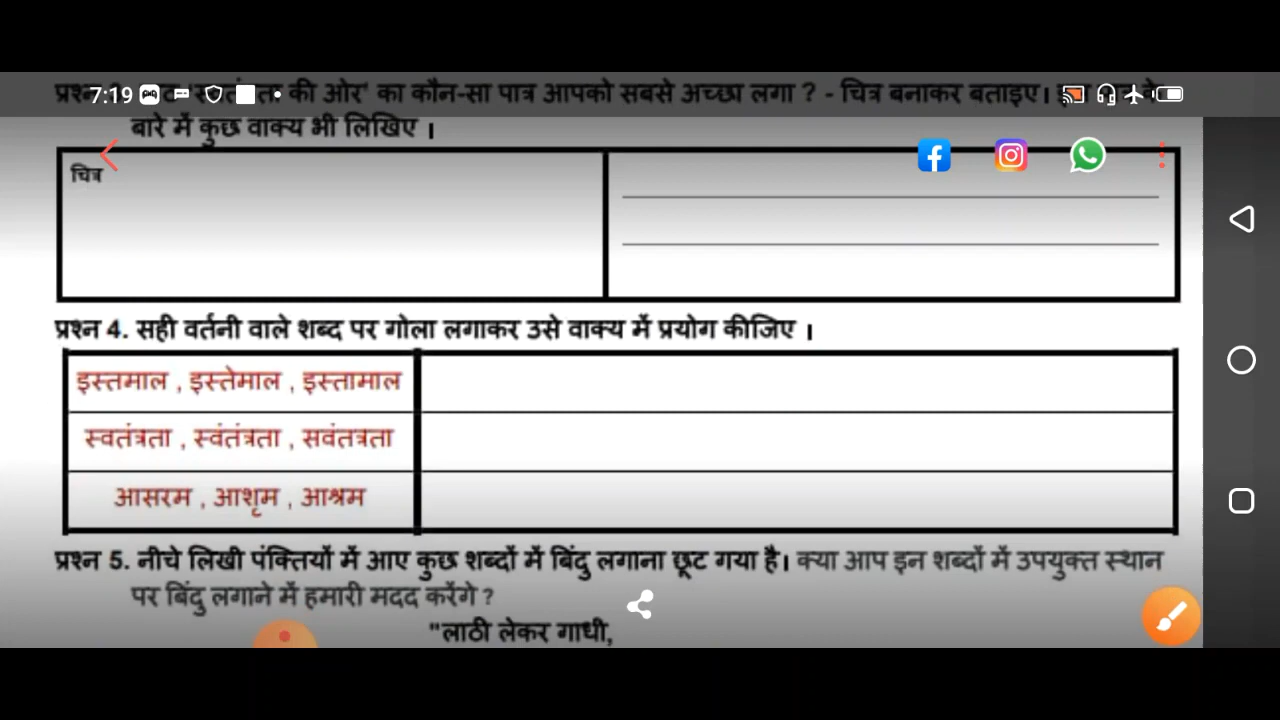 7:19
की ओर' का कौन-सा पात्र आपको सबसे अच्छा लगा ? - चित्र बनाकर बताइए।
बारे में कुछ वाक्य भी लिखिए ।
चित्र
प्रश्न 4. सही वर्तनी वाले शब्द पर गोला लगाकर उसे वाक्य में प्रयोग कीजिए ।
इस्तमाल , इस्तेमाल , इस्तामाल
स्वतंत्रता , स्वंतंत्रता , सवंतत्रता
आसरम , आशृम , आश्रम
प्रश्न 5. नीचे लिखी पंक्तियों में आए कुछ शब्दों में बिंदु लगाना छूट गया है। क्या आप इन शब्दों में उपयुक्त स्थान
पर बिंदु लगाने में हमारी मदद करेंगे ?
"लाठी लेकर गाधी,